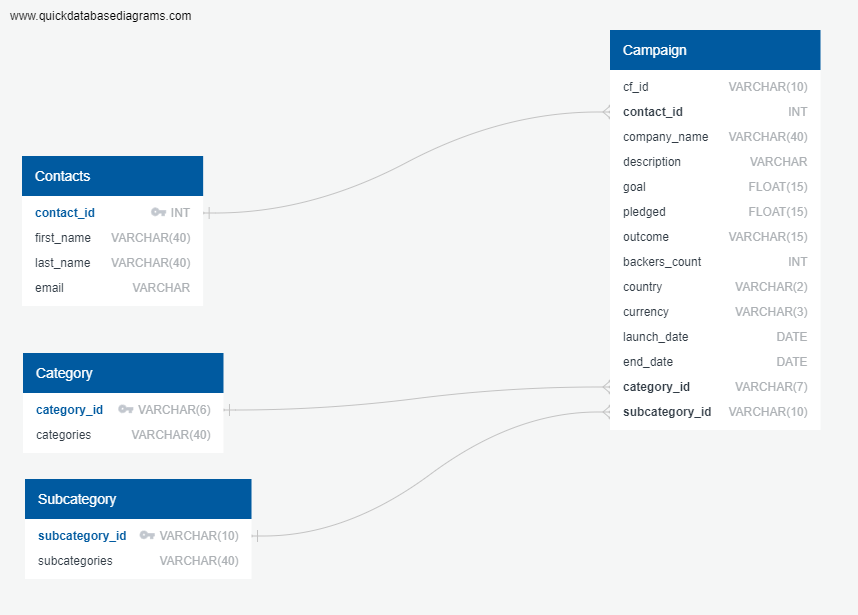 www.quickdatabasediagrams.com
Campaign
cf_id VARCHAR(10)
contact_id INT
company_name VARCHAR(40)
description VARCHAR
goal FLOAT(15)
pledged FLOAT(15)
outcome VARCHAR(15)
backers_count INT
country VARCHAR(2)
currency VARCHAR(3)
launch_date DATE
end_date DATE
category_id VARCHAR(7)
subcategory_id VARCHAR(10)
Contacts
contact_id INT
first_name VARCHAR(40)
last_name VARCHAR(40)
email VARCHAR
Category
category_id VARCHAR(6)
categories VARCHAR(40)
Subcategory
subcategory_id VARCHAR(10)
subcategories VARCHAR(40)